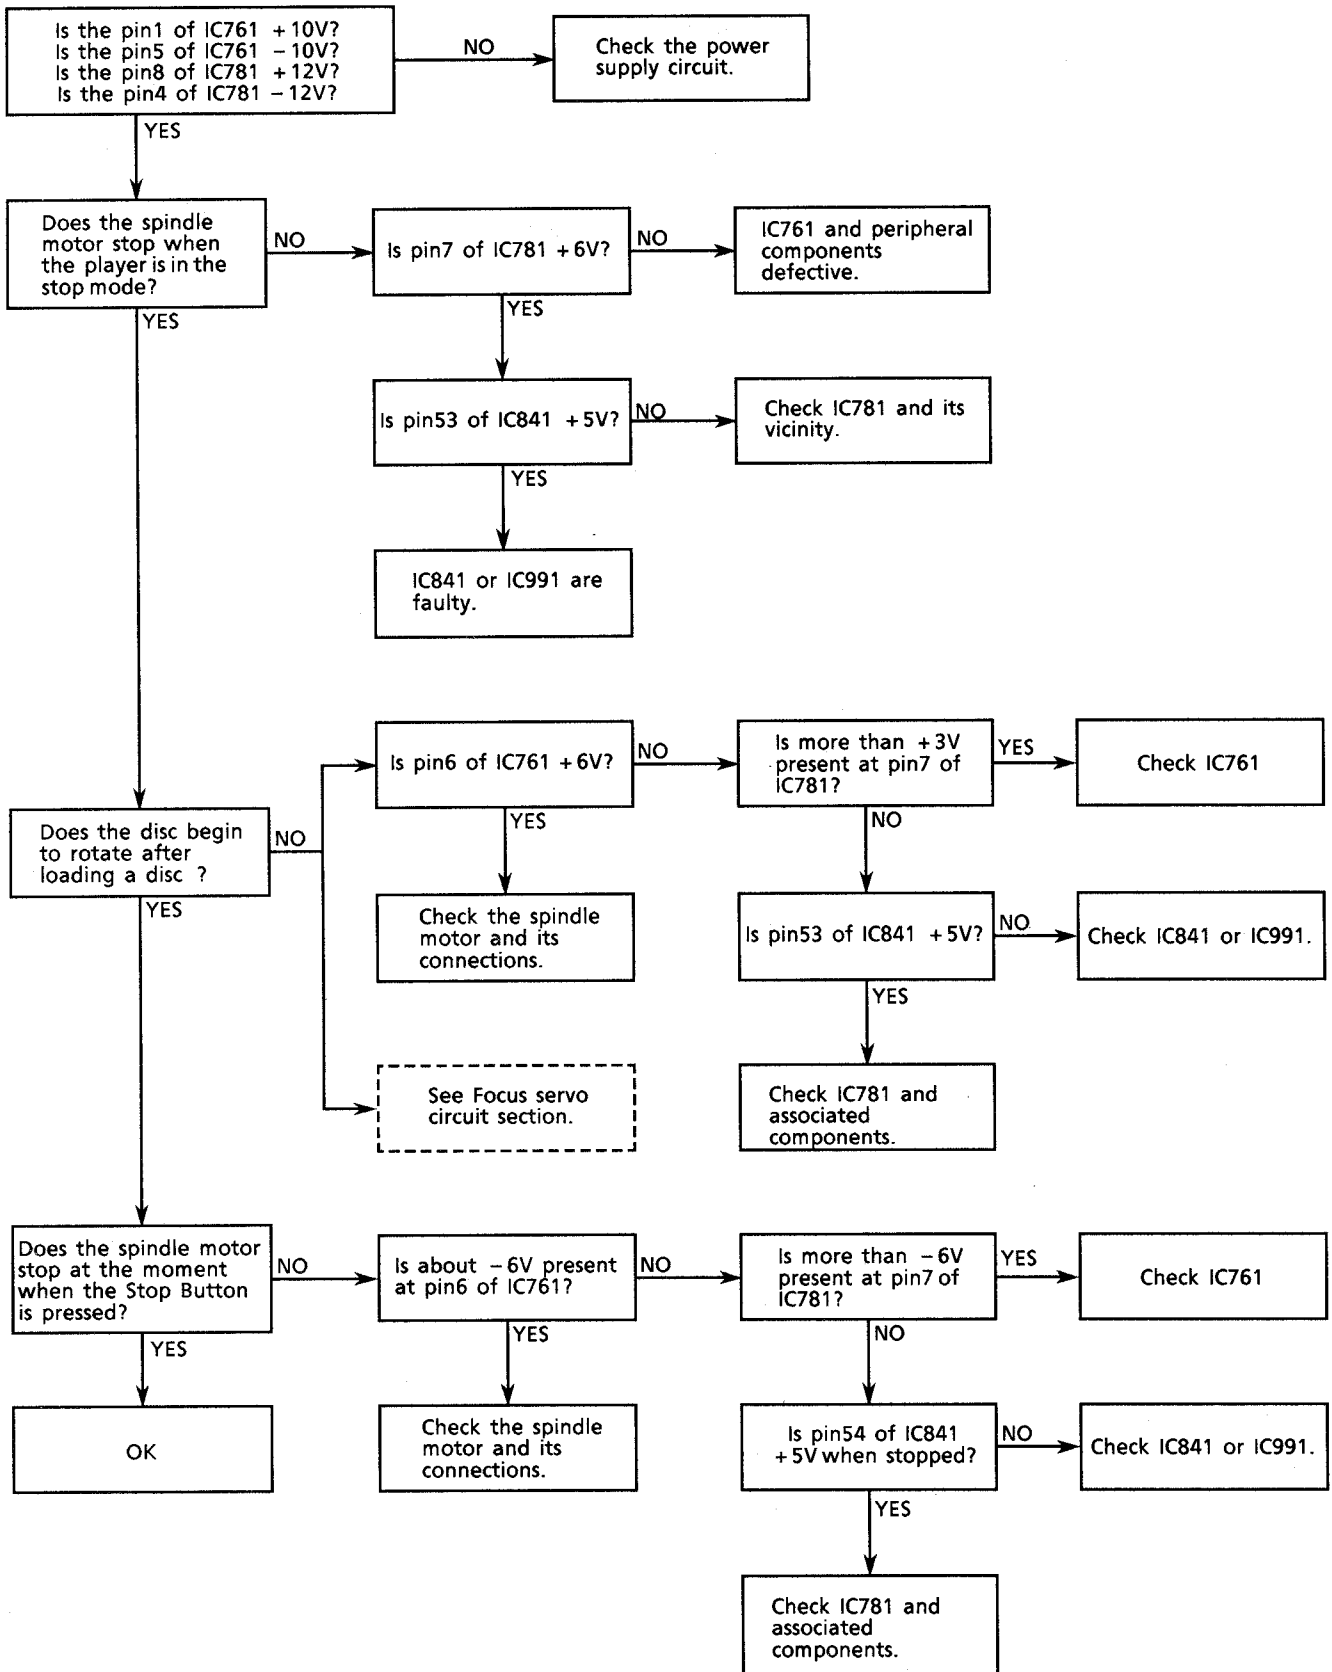 Is the pin1 of IC761 +10V?
Is the pin5 of IC761 -10V?
Is the pin8 of IC781 +12V?
Is the pin4 of IC781 -12V?
NO
Check the power
supply circuit.
YES
Does the spindle
motor stop when
the player is in the
stop mode?
NO
Is pin7 of IC781 +6V?
NO
IC761 and peripheral
components
defective.
YES
YES
Is pin53 of IC841 +5V?
NO
Check IC781 and its
vicinity.
YES
IC841 or IC991 are
faulty.
Does the disc begin
to rotate after
loading a disc ?
NO
Is pin6 of IC761 +6V?
NO
Is more than +3V
present at pin7 of
IC781?
YES
Check IC761
YES
NO
YES
Check the spindle
motor and its
connections.
Is pin53 of IC841 +5V?
NO
Check IC841 or IC991.
YES
See Focus servo
circuit section.
Check IC781 and
associated
components.
Does the spindle motor
stop at the moment
when the Stop Button
is pressed?
NO
Is about -6V present
at pin6 of IC761?
NO
Is more than -6V
present at pin7 of
IC781?
YES
Check IC761
YES
YES
NO
OK
Check the spindle
motor and its
connections.
Is pin54 of IC841
+5V when stopped?
NO
Check IC841 or IC991.
YES
Check IC781 and
associated
components.